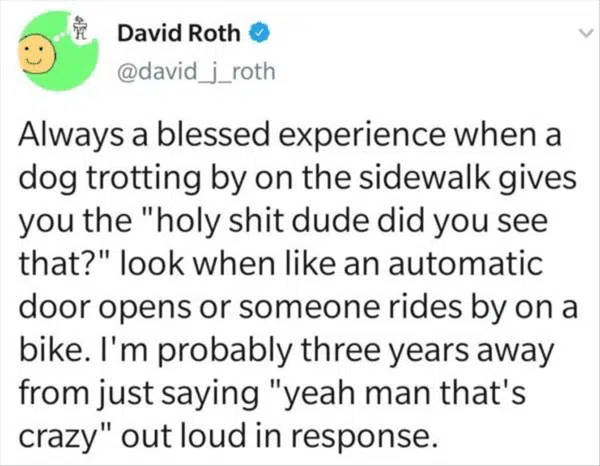 David Roth
@david_j_roth
Always a blessed experience when a
dog trotting by on the sidewalk gives
you the "holy shit dude did you see
that?" look when like an automatic
door opens or someone rides by on a
bike. I'm probably three years away
from just saying "yeah man that's
crazy" out loud in response.